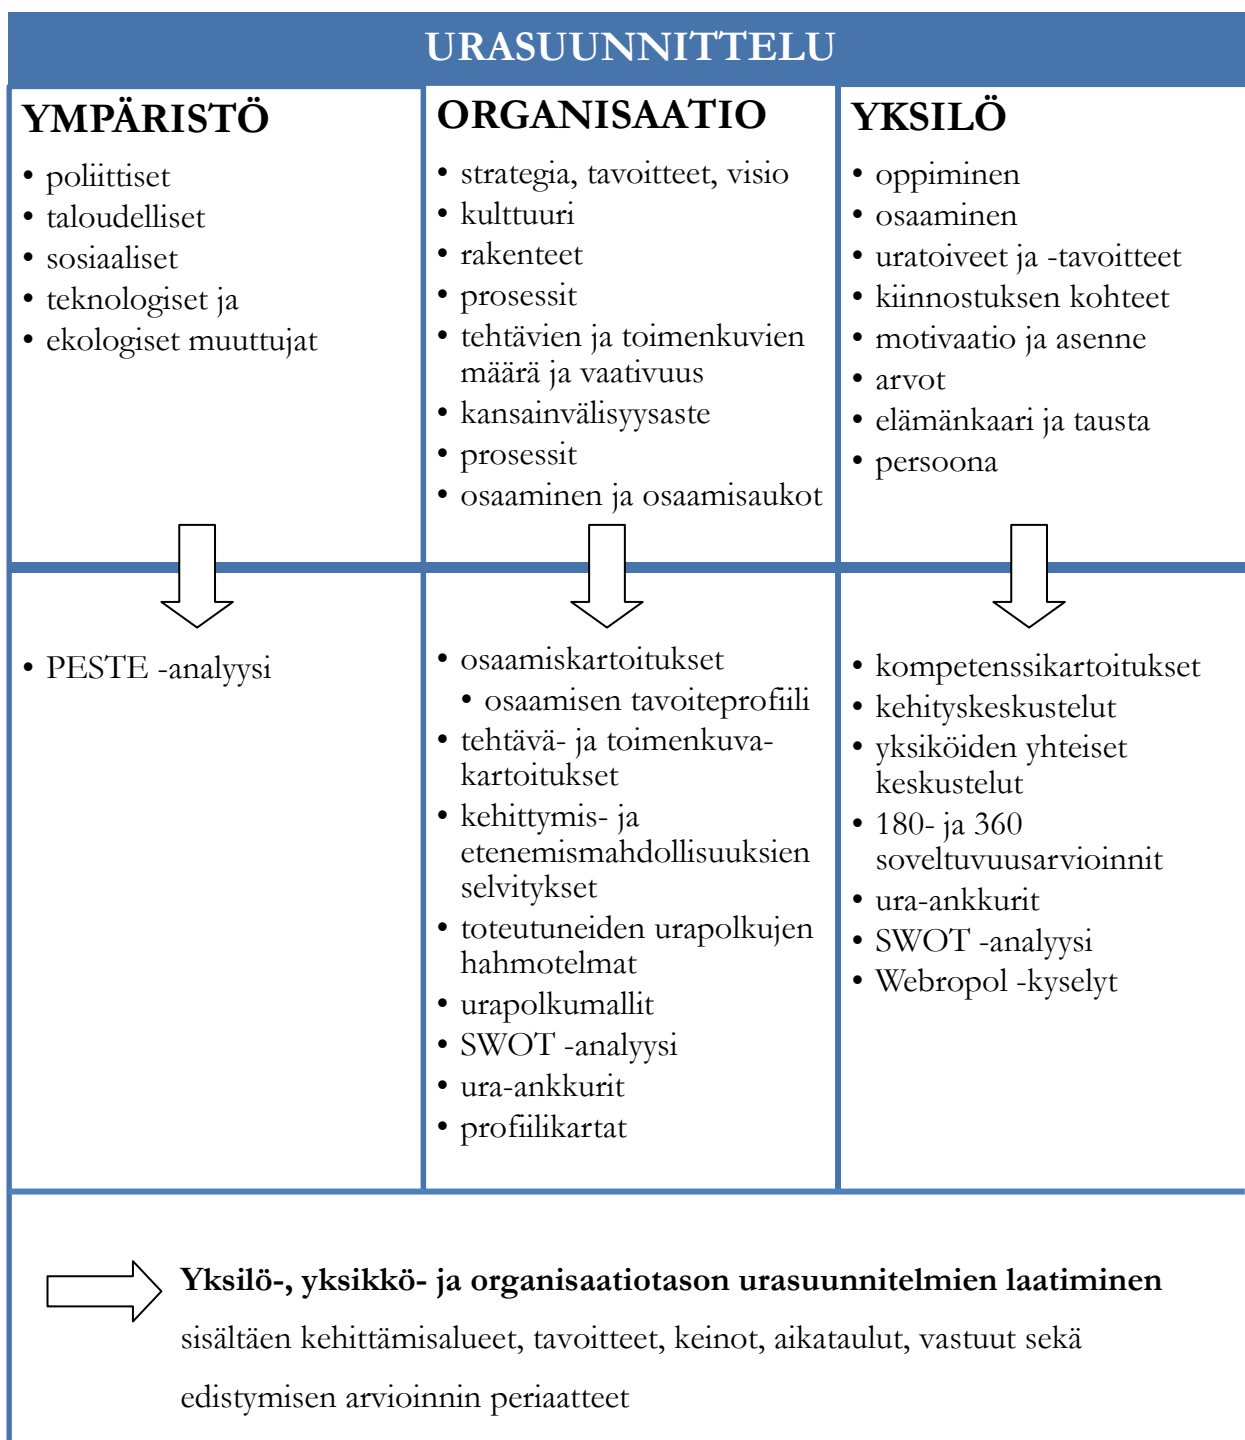 URASUUNNITTELU
YMPÄRISTÖ
• poliittiset
• taloudelliset
• sosiaaliset
• teknologiset ja
• ekologiset muuttujat
ORGANISAATIO
• strategia, tavoitteet, visio
• kulttuuri
• rakenteet
• prosessit
• tehtävien ja toimenkuvien
määrä ja vaativuus
• kansainvälisyysaste
• prosessit
• osaaminen ja osaamisaukot
YKSILÖ
• oppiminen
• osaaminen
• uratoiveet ja -tavoitteet
• kiinnostuksen kohteet
• motivaatio ja asenne
• arvot
• elämänkaari ja tausta
• persoona
• PESTE -analyysi
• osaamiskartoitukset
• osaamisen tavoiteprofiili
• tehtävä- ja toimenkuva-
kartoitukset
• kehittymis- ja
etenemismahdollisuuksien
selvitykset
• toteutuneiden urapolkujen
hahmotelmat
• urapolkumallit
• SWOT -analyysi
• ura-ankkurit
• profiilikartat
• kompetenssikartoitukset
• kehityskeskustelut
• yksiköiden yhteiset
keskustelut
• 180- ja 360
soveltuvuusarvioinnit
• ura-ankkurit
• SWOT -analyysi
• Webropol -kyselyt
Yksilö-, yksikkö- ja organisaatiotason urasuunnitelmien laatiminen
sisältäen kehittämisalueet, tavoitteet, keinot, aikataulut, vastuut sekä
edistymisen arvioinnin periaatteet